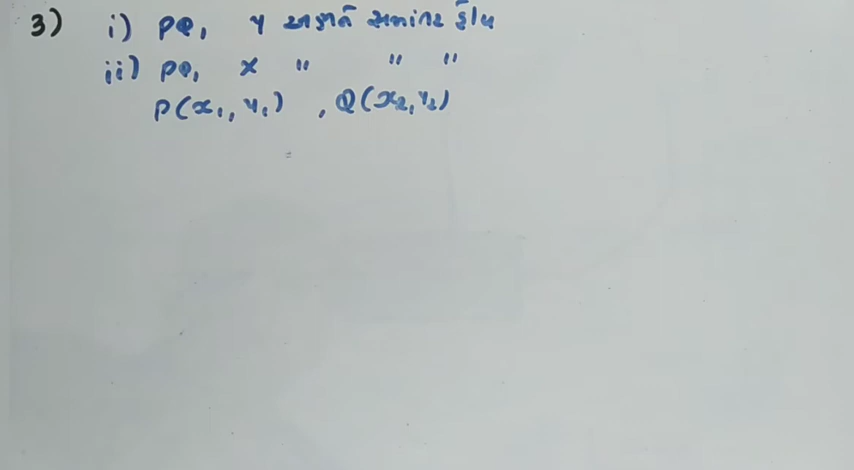 3) i) PQ, y અક્ષને સમાંતર હોય
ii) PQ, x " " "
P(x₁, y₁) , Q(x₂, y₂)